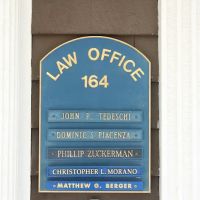 LAW OFFICE
164
JOHN F. TEDESCHI
DOMINIC S. PIACENZA
PHILLIP ZUCKERMAN
CHRISTOPHER L. MORANO
MATTHEW G. BERGER